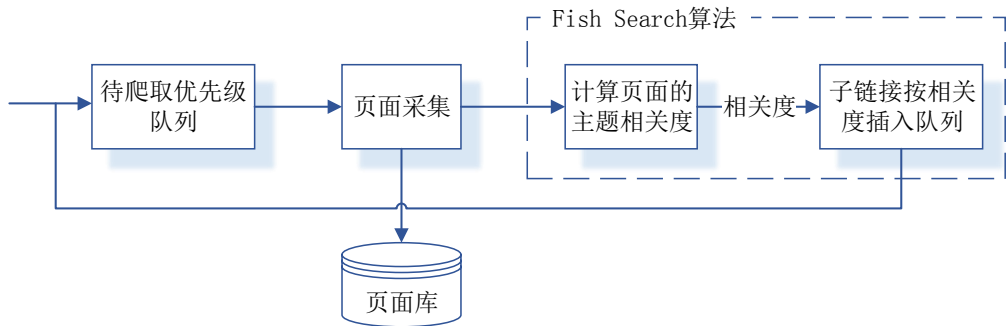 Fish Search算法
待爬取优先级
队列
页面采集
计算页面的
主题相关度
相关度
子链接按相关
度插入队列
页面库